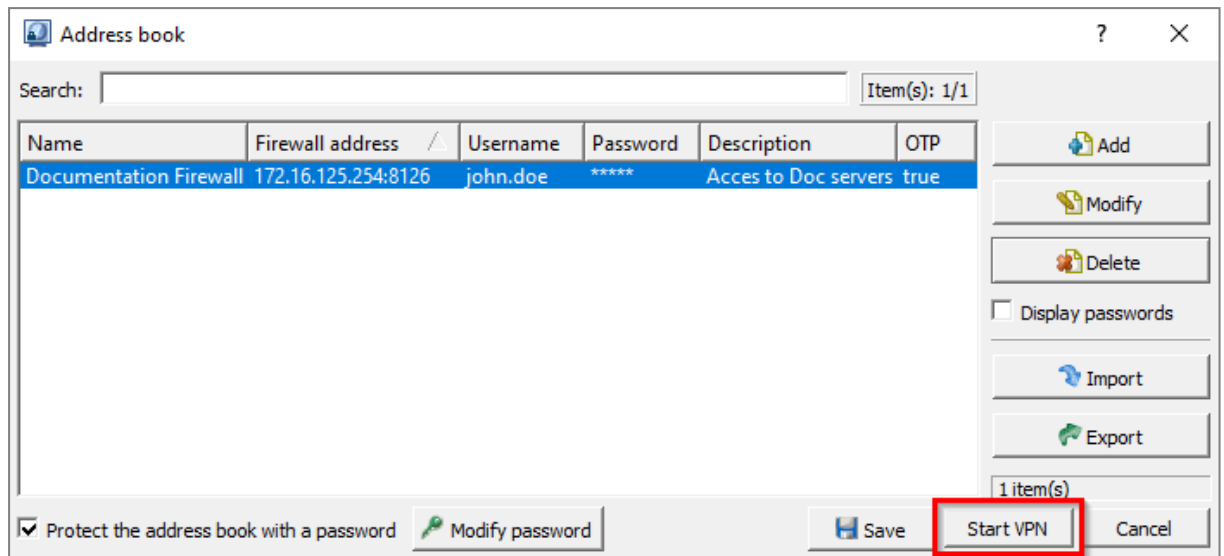 Address book ?
Search: Item(s): 1/1
Name Firewall address Username Password Description OTP
Documentation Firewall 172.16.125.254:8126 john.doe ***** Acces to Doc servers true
Add
Modify
Delete
Display passwords
Import
Export
1 item(s)
Protect the address book with a password Modify password Save Start VPN Cancel